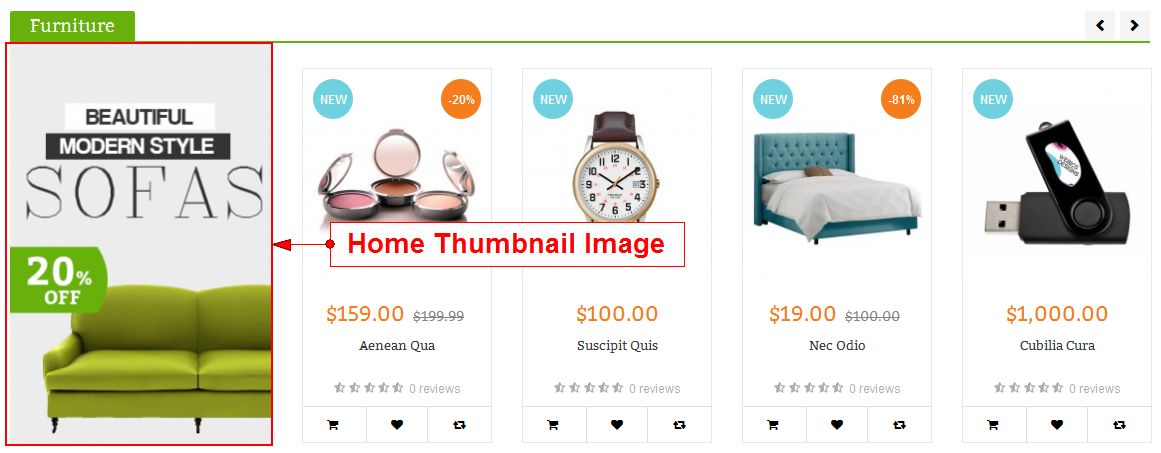 Furniture
BEAUTIFUL
MODERN STYLE
SOFAS
20%
OFF
Home Thumbnail Image
NEW
-20%
$159.00 $199.99
Aenean Qua
0 reviews
NEW
$100.00
Suscipit Quis
0 reviews
NEW
-81%
$19.00 $100.00
Nec Odio
0 reviews
NEW
$1,000.00
Cubilia Cura
0 reviews